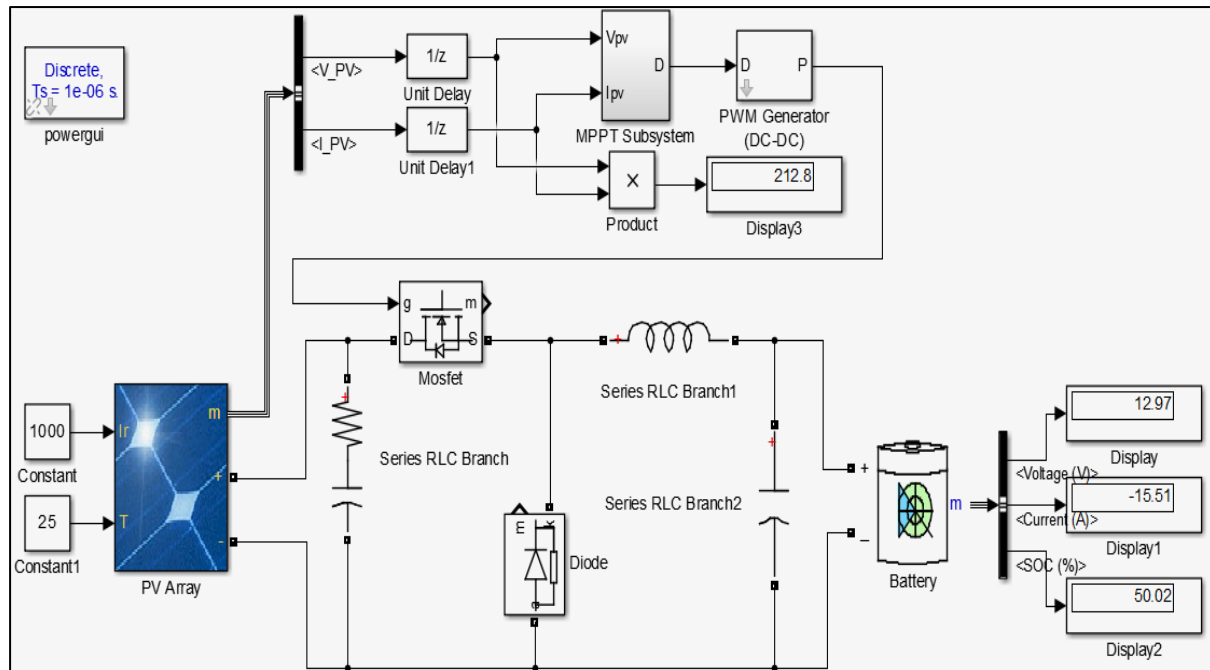 Discrete,
Ts = 1e-06 s.
powergui
<V_PV>
<I_PV>
1/z
Unit Delay
1/z
Unit Delay1
Vpv
Ipv
D
MPPT Subsystem
D
P
PWM Generator
(DC-DC)
×
Product
212.8
Display3
g
m
D
S
Mosfet
Series RLC Branch1
+
1000
Constant
25
Constant1
Ir
T
m
+
-
PV Array
+
Series RLC Branch
m
k
a
Diode
+
Series RLC Branch2
+
_
m
Battery
<Voltage (V)>
<Current (A)>
<SOC (%)>
12.97
Display
-15.51
Display1
50.02
Display2